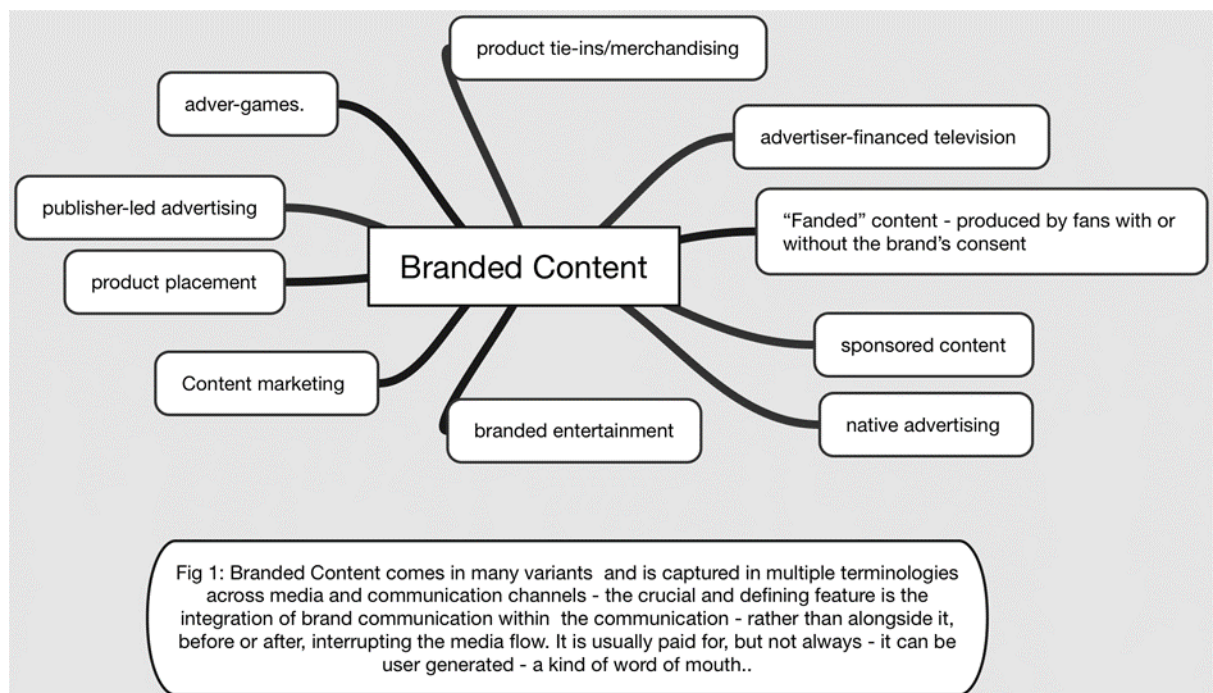 product tie-ins/merchandising
adver-games.
advertiser-financed television
publisher-led advertising
“Fanded” content - produced by fans with or
without the brand’s consent
Branded Content
product placement
sponsored content
Content marketing
native advertising
branded entertainment
Fig 1: Branded Content comes in many variants  and is captured in multiple terminologies
across media and communication channels - the crucial and defining feature is the
integration of brand communication within  the communication - rather than alongside it,
before or after, interrupting the media flow. It is usually paid for, but not always - it can be
user generated - a kind of word of mouth..